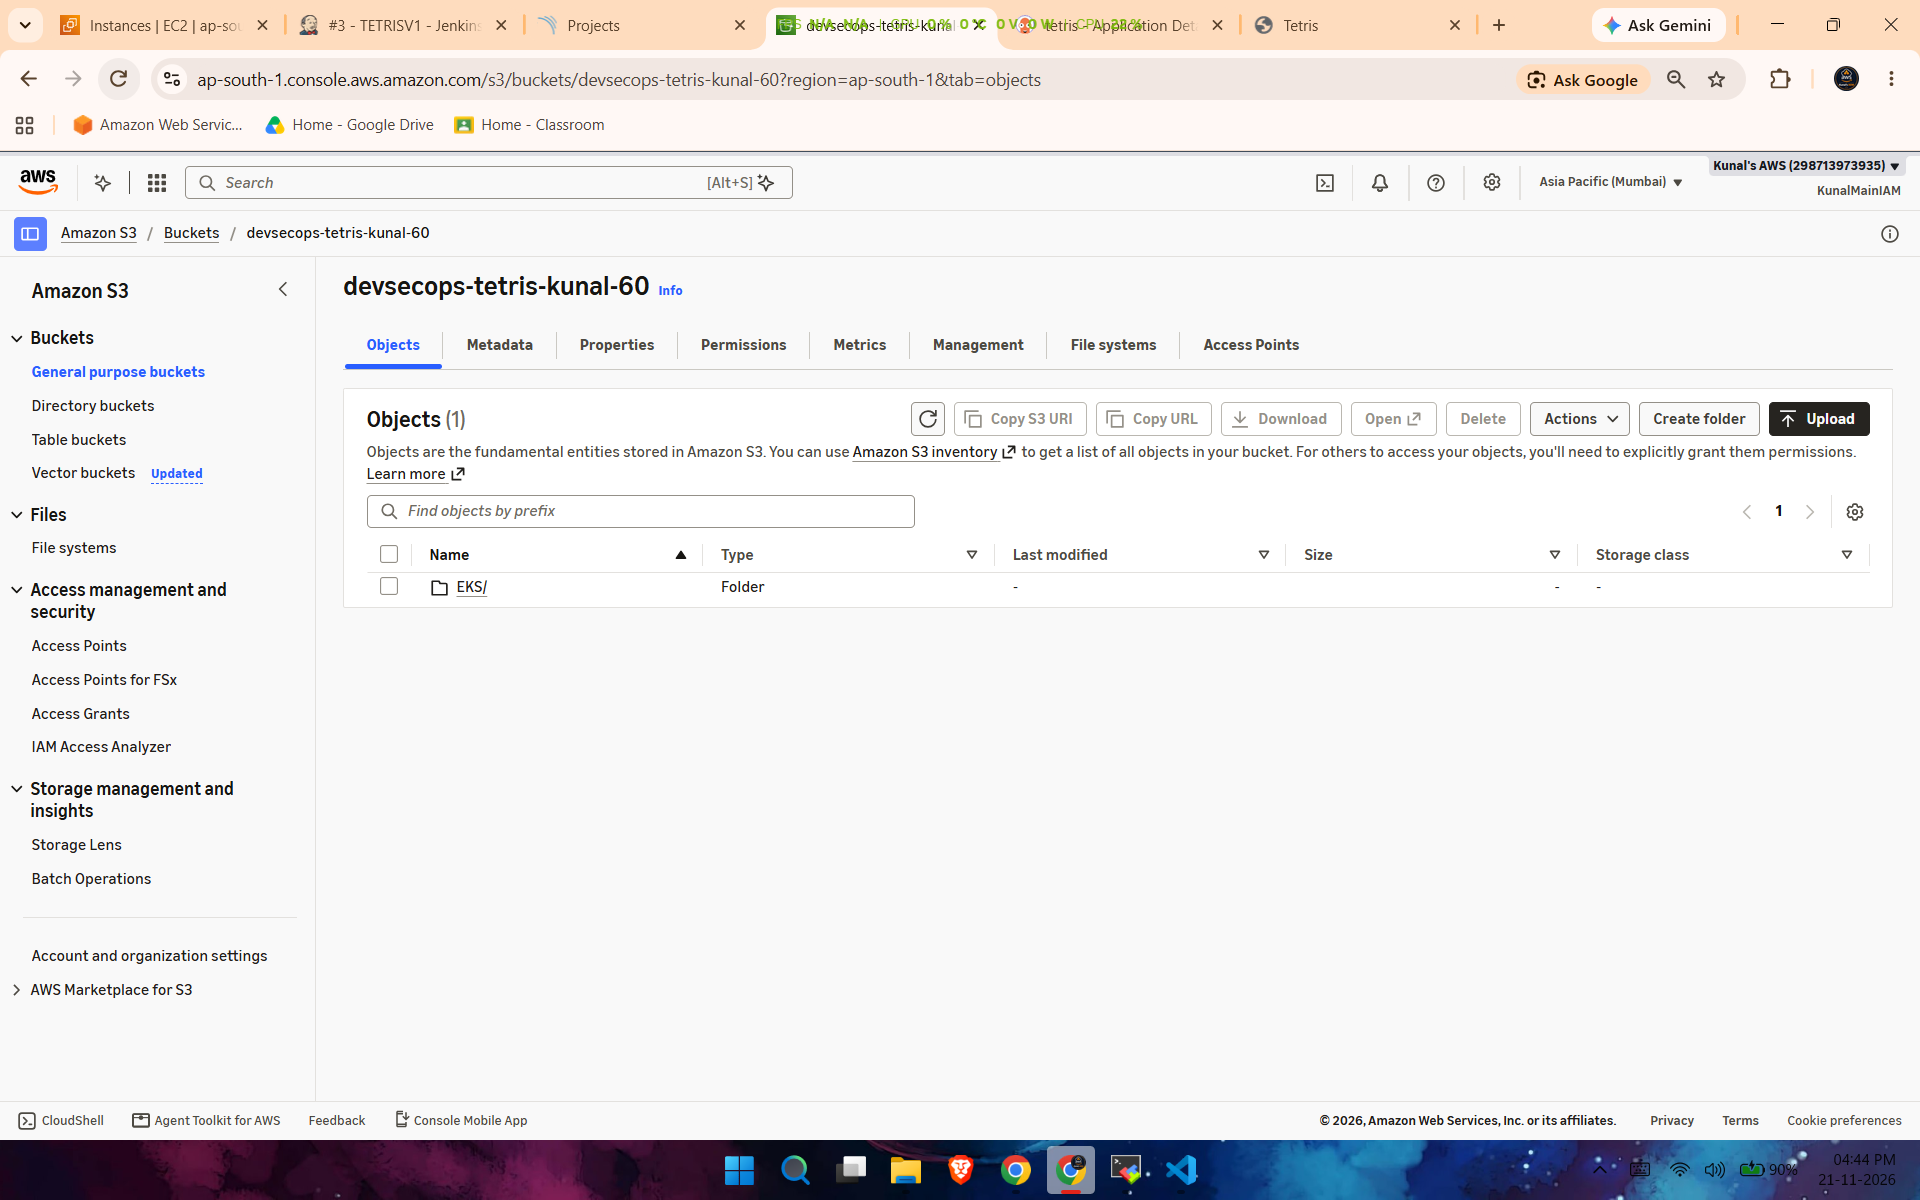 Instances | EC2 | ap-sou
#3 - TETRISV1 - Jenkins
Projects
devsecops-tetris-kunal
tetris - Application Det
Tetris
N/A N/A | CPU 0 % 0 °C 0 V 0 W CPU 22 %
Ask Gemini
ap-south-1.console.aws.amazon.com/s3/buckets/devsecops-tetris-kunal-60?region=ap-south-1&tab=objects
Ask Google
Amazon Web Servic...
Home - Google Drive
Home - Classroom
aws
Search
[Alt+S]
Asia Pacific (Mumbai)
Kunal's AWS (298713973935)
KunalMainIAM
Amazon S3 / Buckets / devsecops-tetris-kunal-60
Amazon S3
Buckets
General purpose buckets
Directory buckets
Table buckets
Vector buckets Updated
Files
File systems
Access management and
security
Access Points
Access Points for FSx
Access Grants
IAM Access Analyzer
Storage management and
insights
Storage Lens
Batch Operations
Account and organization settings
AWS Marketplace for S3
devsecops-tetris-kunal-60 Info
Objects
Metadata
Properties
Permissions
Metrics
Management
File systems
Access Points
Objects (1)
Copy S3 URI
Copy URL
Download
Open
Delete
Actions
Create folder
Upload
Objects are the fundamental entities stored in Amazon S3. You can use Amazon S3 inventory to get a list of all objects in your bucket. For others to access your objects, you'll need to explicitly grant them permissions.
Learn more
Find objects by prefix
1
Name
Type
Last modified
Size
Storage class
EKS/
Folder
-
-
-
CloudShell
Agent Toolkit for AWS
Feedback
Console Mobile App
© 2026, Amazon Web Services, Inc. or its affiliates.
Privacy
Terms
Cookie preferences
90%
04:44 PM
21-11-2026